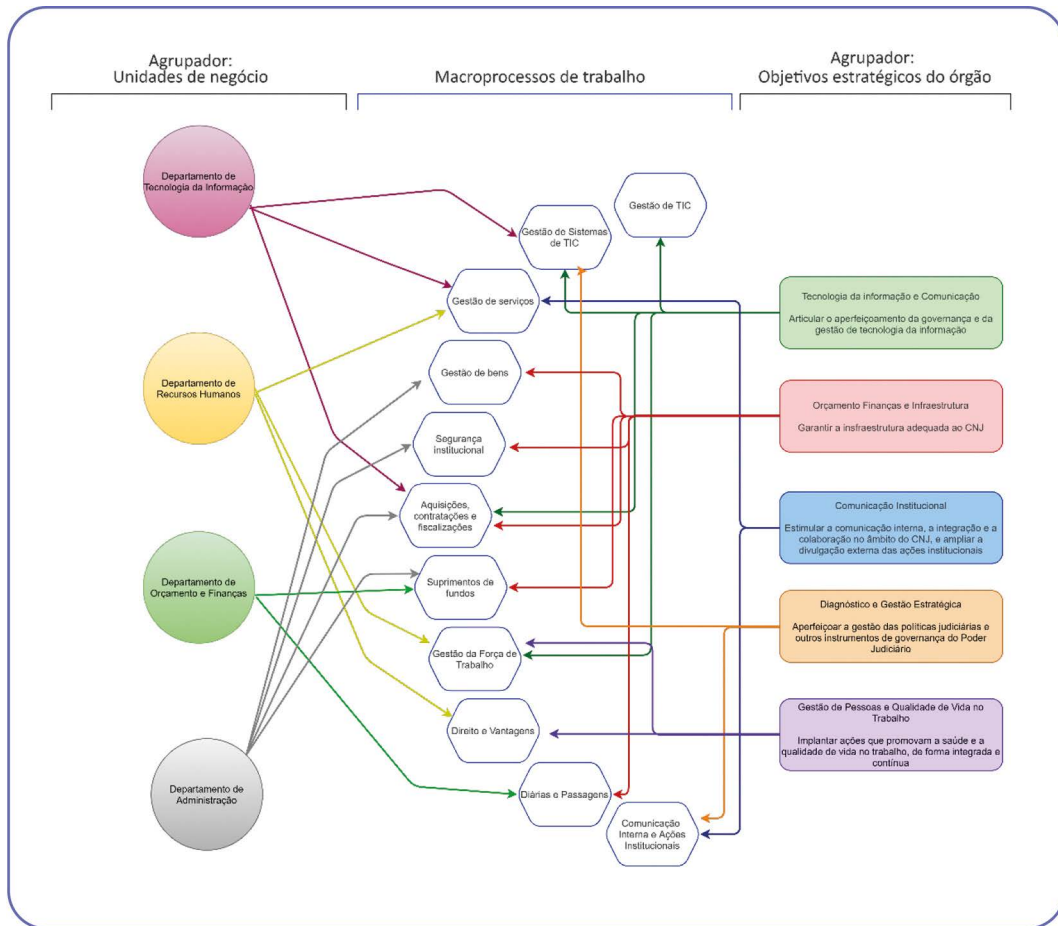 Agrupador:
Unidades de negócio
Macroprocessos de trabalho
Agrupador:
Objetivos estratégicos do órgão
Departamento de
Tecnologia da Informação
Departamento de
Recursos Humanos
Departamento de
Orçamento e Finanças
Departamento de
Administração
Gestão de TIC
Gestão de Sistemas
de TIC
Gestão de serviços
Gestão de bens
Segurança
institucional
Aquisições,
contratações e
fiscalizações
Suprimentos de
fundos
Gestão da Força de
Trabalho
Direito e Vantagens
Diárias e Passagens
Comunicação
Interna e Ações
Institucionais
Tecnologia da informação e Comunicação
Articular o aperfeiçoamento da governança e da
gestão de tecnologia da informação
Orçamento Finanças e Infraestrutura
Garantir a insfraestrutura adequada ao CNJ
Comunicação Institucional
Estimular a comunicação interna, a integração e a
colaboração no âmbito do CNJ, e ampliar a
divulgação externa das ações institucionais
Diagnóstico e Gestão Estratégica
Aperfeiçoar a gestão das políticas judiciárias e
outros instrumentos de governança do Poder
Judiciário
Gestão de Pessoas e Qualidade de Vida no
Trabalho
Implantar ações que promovam a saúde e a
qualidade de vida no trabalho, de forma integrada e
contínua